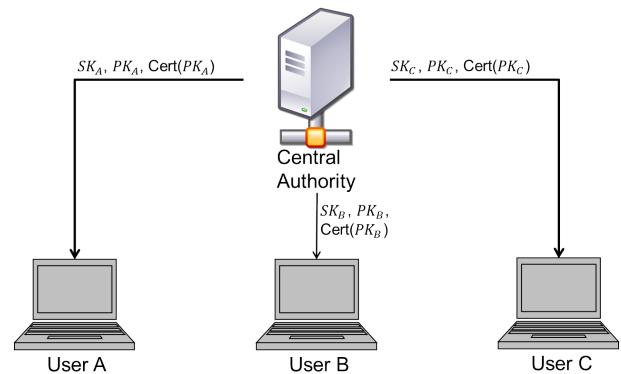 SK_A, PK_A, Cert(PK_A)
SK_C, PK_C, Cert(PK_C)
Central
Authority
SK_B, PK_B,
Cert(PK_B)
User A
User B
User C